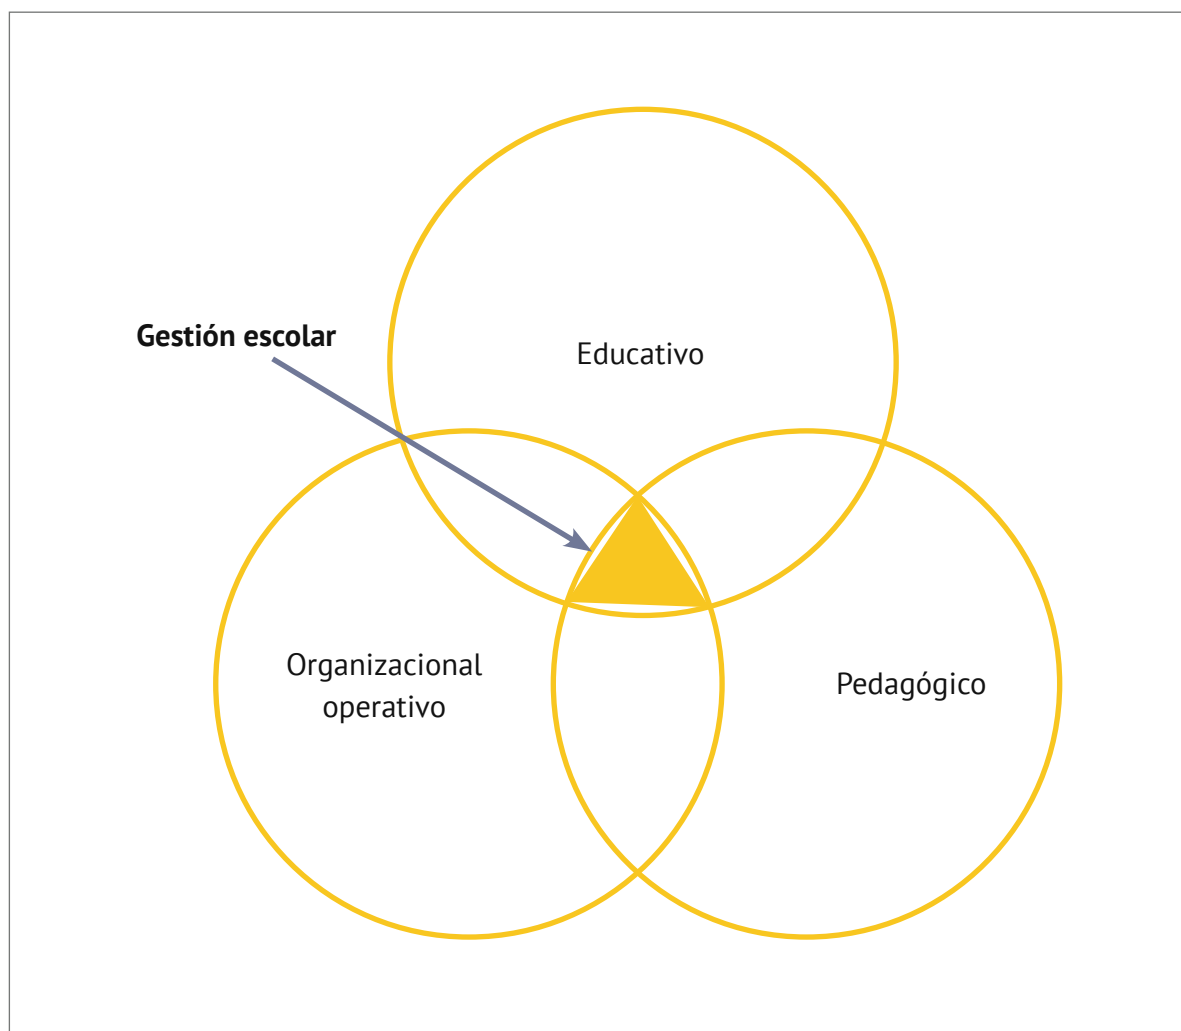 Gestión escolar
Educativo
Organizacional
operativo
Pedagógico